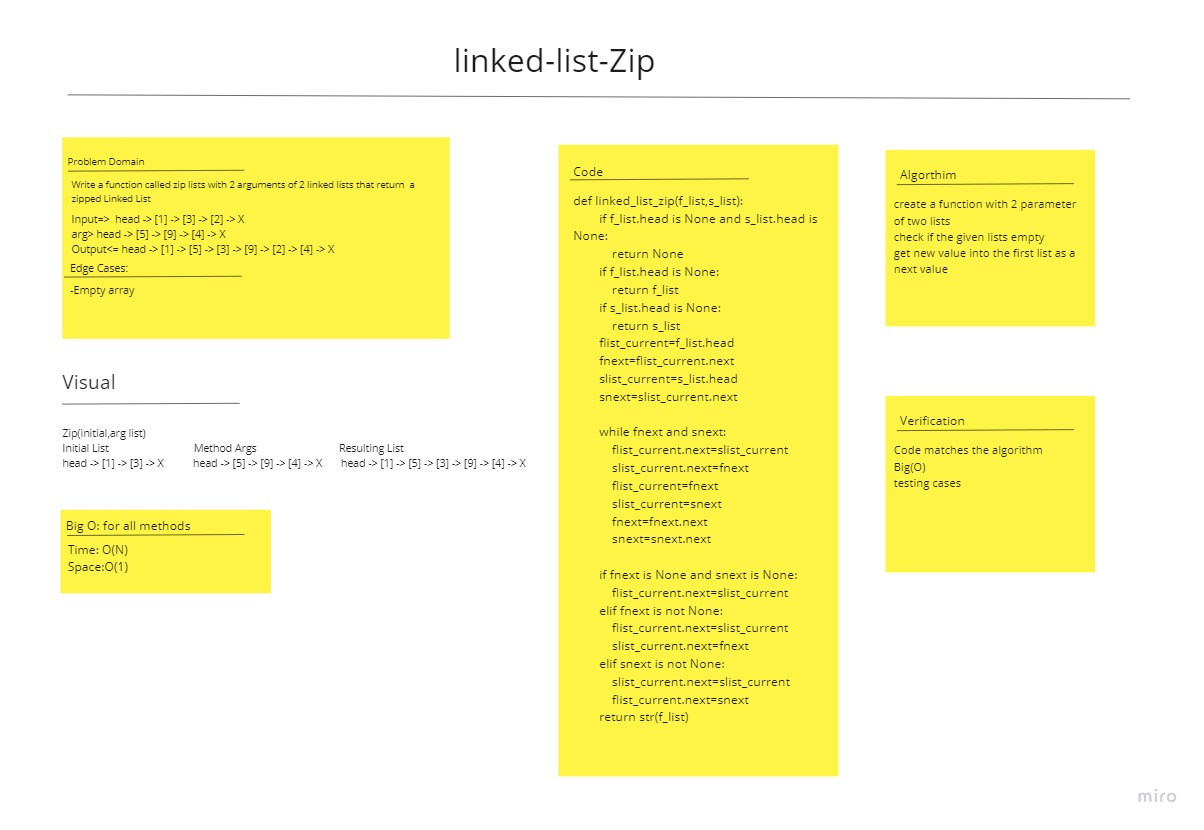 linked-list-Zip
Problem Domain
Write a function called zip lists with 2 arguments of 2 linked lists that return a
zipped Linked List
Input=> head -> [1] -> [3] -> [2] -> X
arg> head -> [5] -> [9] -> [4] -> X
Output<= head -> [1] -> [5] -> [3] -> [9] -> [2] -> [4] -> X
Edge Cases:
-Empty array
Visual
Zip(initial,arg list)
Initial List Method Args Resulting List
head -> [1] -> [3] -> X head -> [5] -> [9] -> [4] -> X head -> [1] -> [5] -> [3] -> [9] -> [4] -> X
Big O: for all methods
Time: O(N)
Space:O(1)
Code
def linked_list_zip(f_list,s_list):
if f_list.head is None and s_list.head is
None:
return None
if f_list.head is None:
return f_list
if s_list.head is None:
return s_list
flist_current=f_list.head
fnext=flist_current.next
slist_current=s_list.head
snext=slist_current.next
while fnext and snext:
flist_current.next=slist_current
slist_current.next=fnext
flist_current=fnext
slist_current=snext
fnext=fnext.next
snext=snext.next
if fnext is None and snext is None:
flist_current.next=slist_current
elif fnext is not None:
flist_current.next=slist_current
slist_current.next=fnext
elif snext is not None:
slist_current.next=slist_current
flist_current.next=snext
return str(f_list)
Algorthim
create a function with 2 parameter
of two lists
check if the given lists empty
get new value into the first list as a
next value
Verification
Code matches the algorithm
Big(O)
testing cases
miro